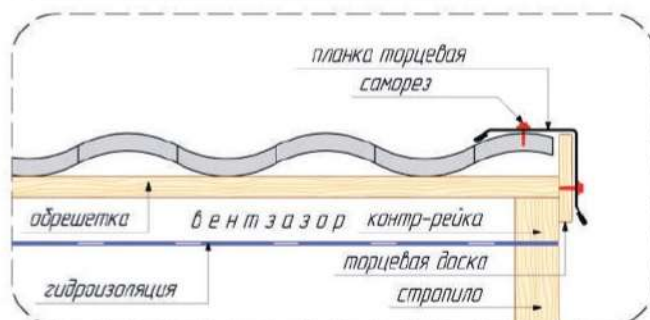 планка торцевая
саморез
обрешетка
вентзазор
контр-рейка
торцевая доска
гидроизоляция
стропило